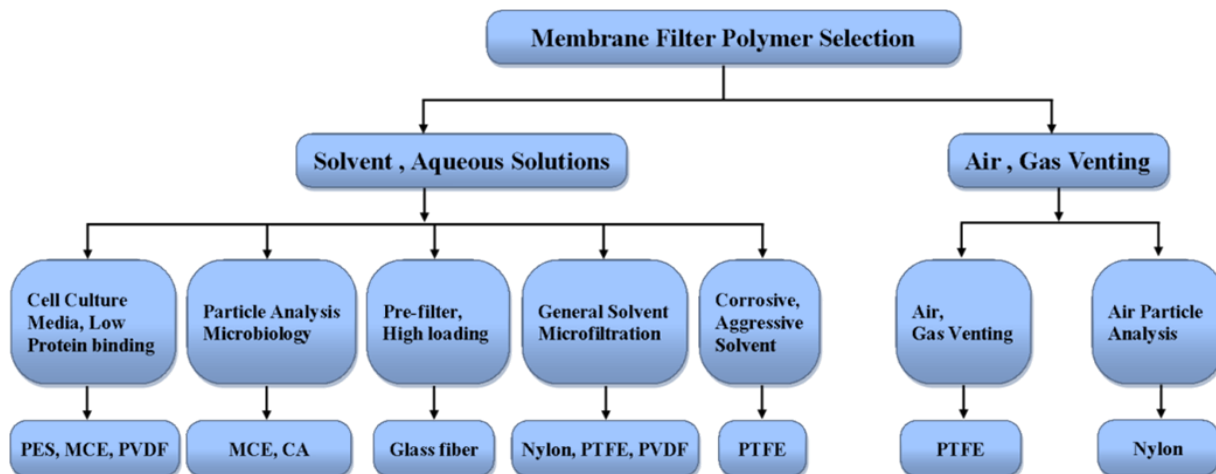 Membrane Filter Polymer Selection
Solvent , Aqueous Solutions
Air , Gas Venting
Cell Culture
Media, Low
Protein binding
Particle Analysis
Microbiology
Pre-filter,
High loading
General Solvent
Microfiltration
Corrosive,
Aggressive
Solvent
Air,
Gas Venting
Air Particle
Analysis
PES, MCE, PVDF
MCE, CA
Glass fiber
Nylon, PTFE, PVDF
PTFE
PTFE
Nylon